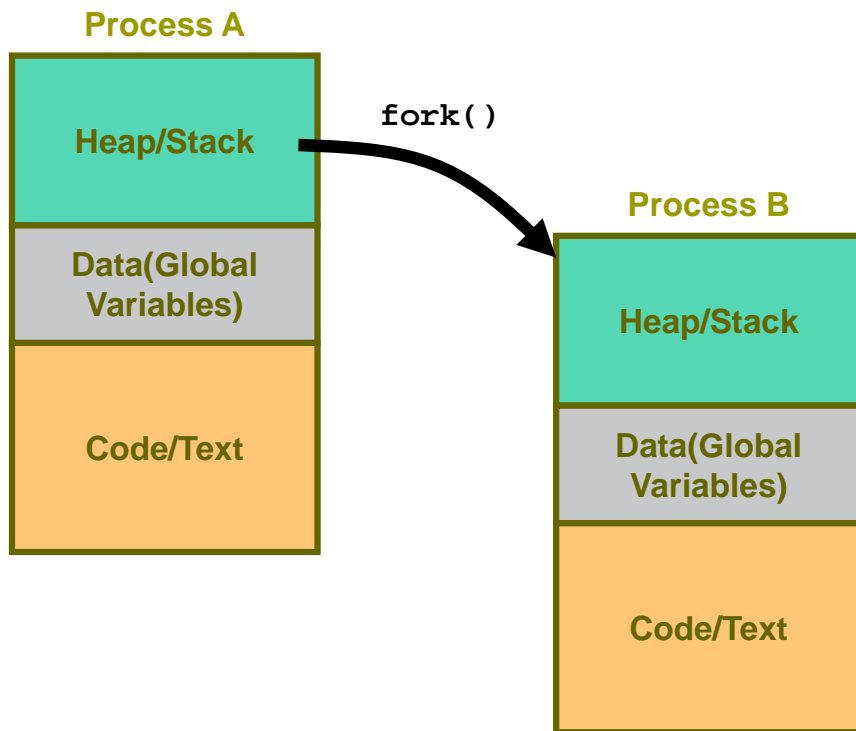 Process A
Heap/Stack
Data(Global
Variables)
Code/Text
fork()
Process B
Heap/Stack
Data(Global
Variables)
Code/Text